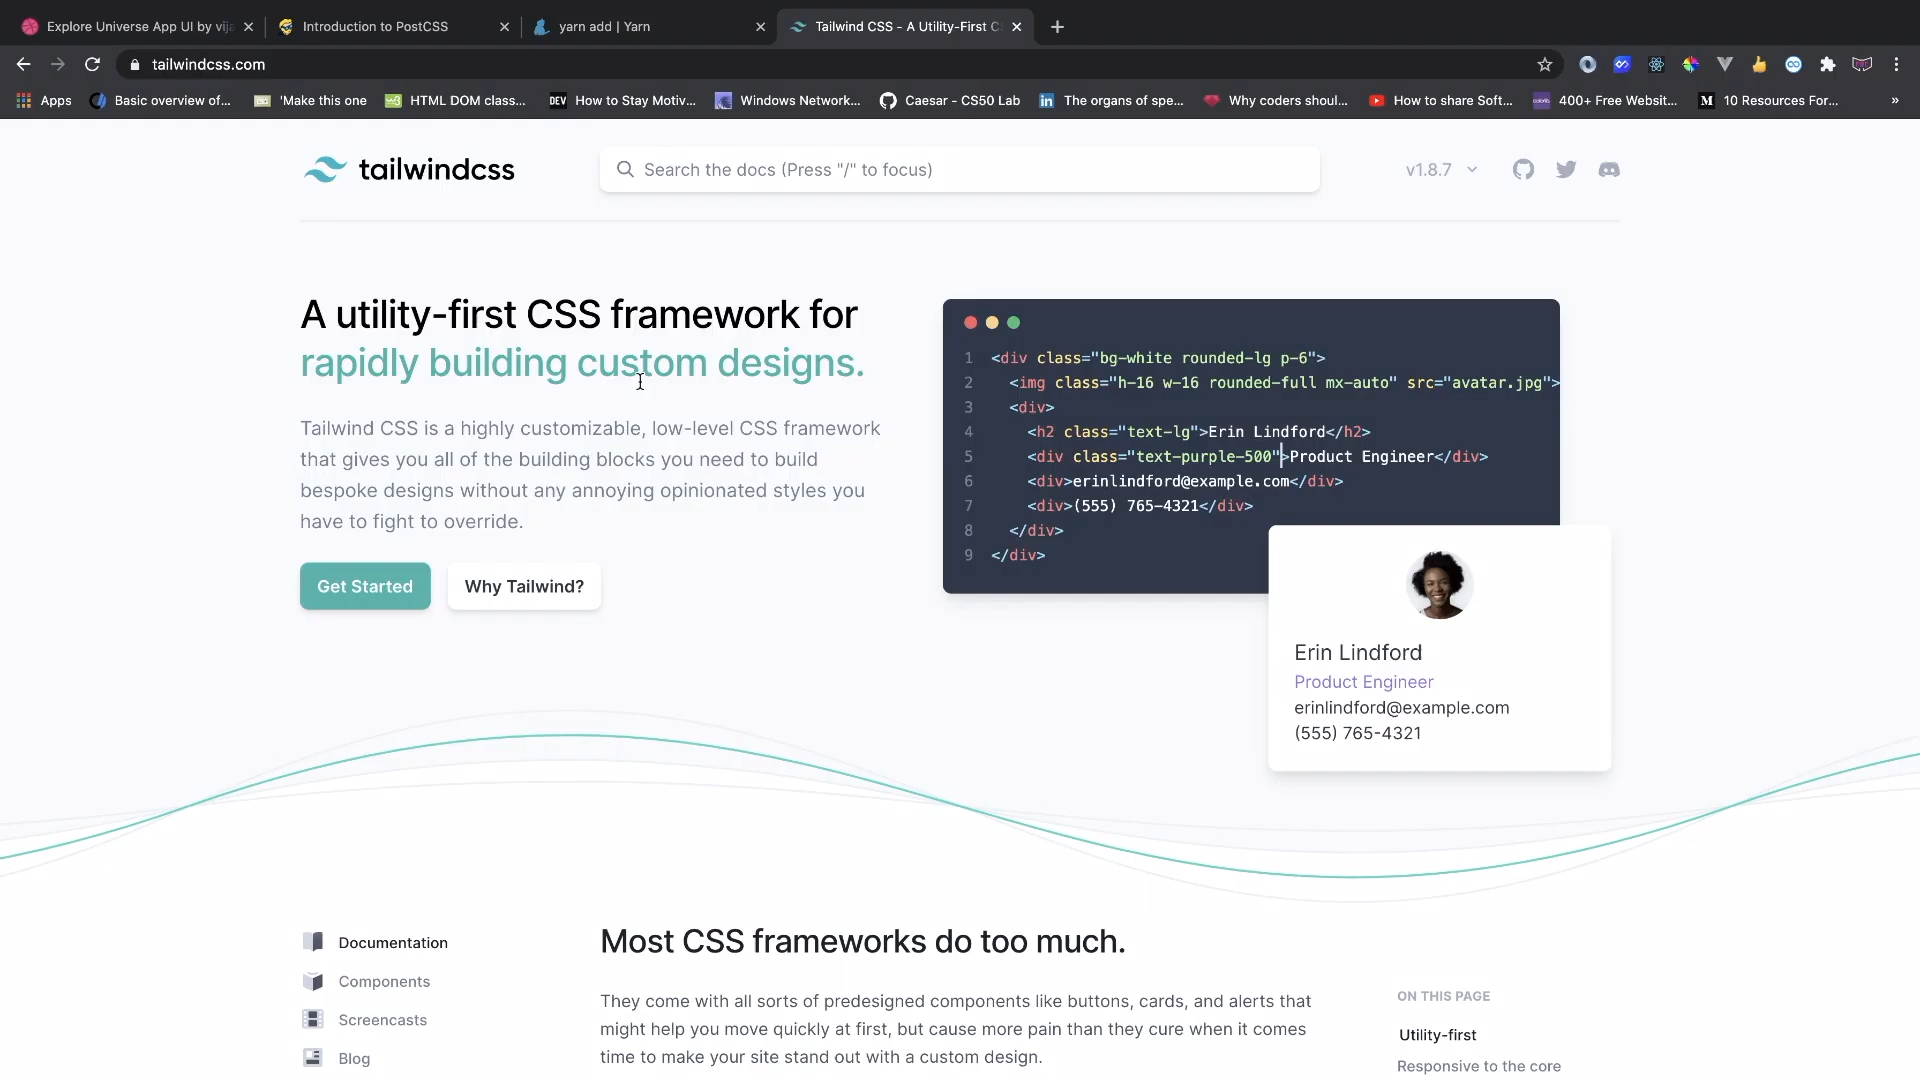 Explore Universe App UI by vija
Introduction to PostCSS
yarn add | Yarn
Tailwind CSS - A Utility-First C
tailwindcss.com
Apps
Basic overview of...
'Make this one
HTML DOM class...
DEV How to Stay Motiv...
Windows Network...
Caesar - CS50 Lab
in The organs of spe...
Why coders shoul...
How to share Soft...
400+ Free Websit...
M 10 Resources For...
»
tailwindcss
Search the docs (Press "/" to focus)
v1.8.7
A utility-first CSS framework for
rapidly building custom designs.
Tailwind CSS is a highly customizable, low-level CSS framework
that gives you all of the building blocks you need to build
bespoke designs without any annoying opinionated styles you
have to fight to override.
Get Started
Why Tailwind?
1 <div class="bg-white rounded-lg p-6">
2 <img class="h-16 w-16 rounded-full mx-auto" src="avatar.jpg">
3 <div>
4 <h2 class="text-lg">Erin Lindford</h2>
5 <div class="text-purple-500">Product Engineer</div>
6 <div>erinlindford@example.com</div>
7 <div>(555) 765-4321</div>
8 </div>
9 </div>
Erin Lindford
Product Engineer
erinlindford@example.com
(555) 765-4321
Documentation
Components
Screencasts
Blog
Most CSS frameworks do too much.
They come with all sorts of predesigned components like buttons, cards, and alerts that
might help you move quickly at first, but cause more pain than they cure when it comes
time to make your site stand out with a custom design.
ON THIS PAGE
Utility-first
Responsive to the core